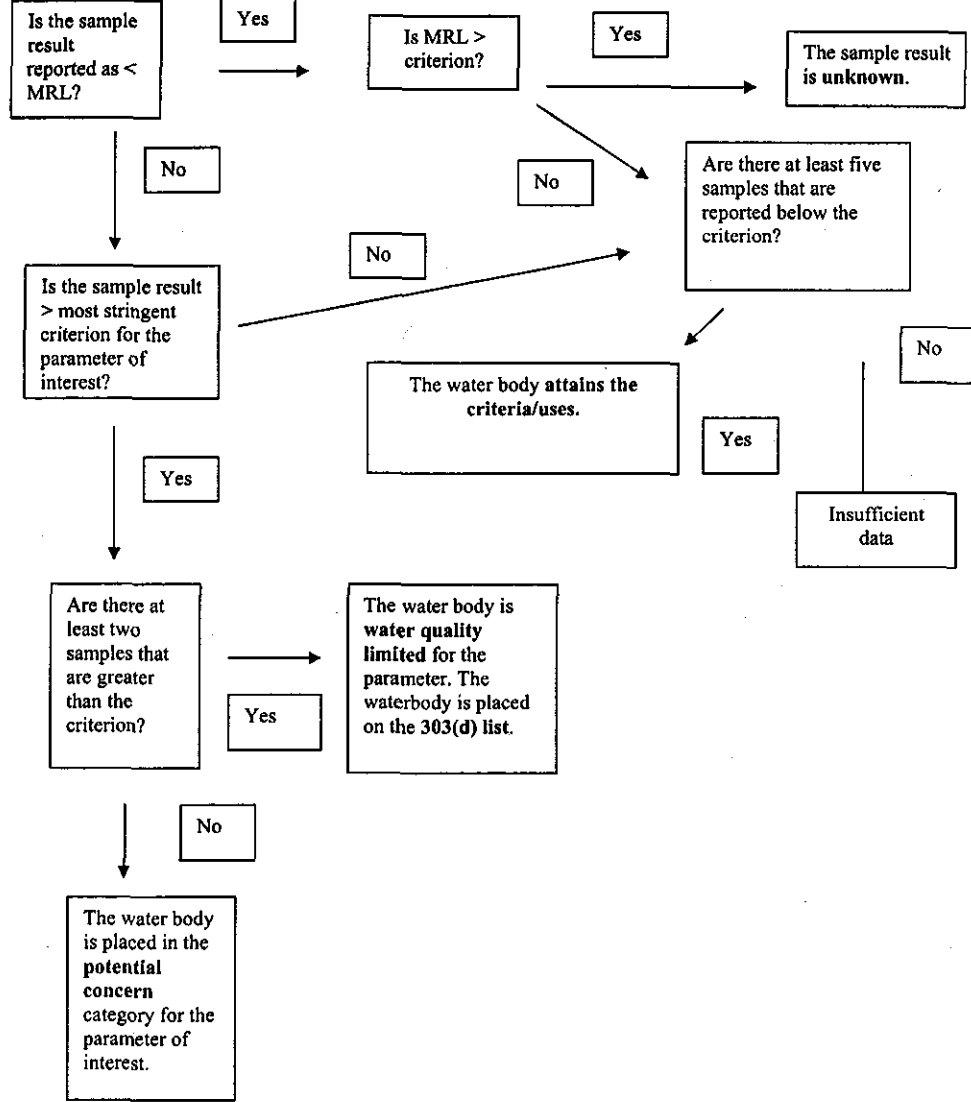 Is the sample
result
reported as <
MRL?
Yes
Is MRL >
criterion?
Yes
The sample result
is unknown.
No
No
Are there at least five
samples that are
reported below the
criterion?
No
Is the sample result
> most stringent
criterion for the
parameter of
interest?
No
The water body attains the
criteria/uses.
Yes
Yes
Insufficient
data
Are there at
least two
samples that
are greater
than the
criterion?
Yes
The water body is
water quality
limited for the
parameter. The
waterbody is placed
on the 303(d) list.
No
The water body
is placed in the
potential
concern
category for the
parameter of
interest.